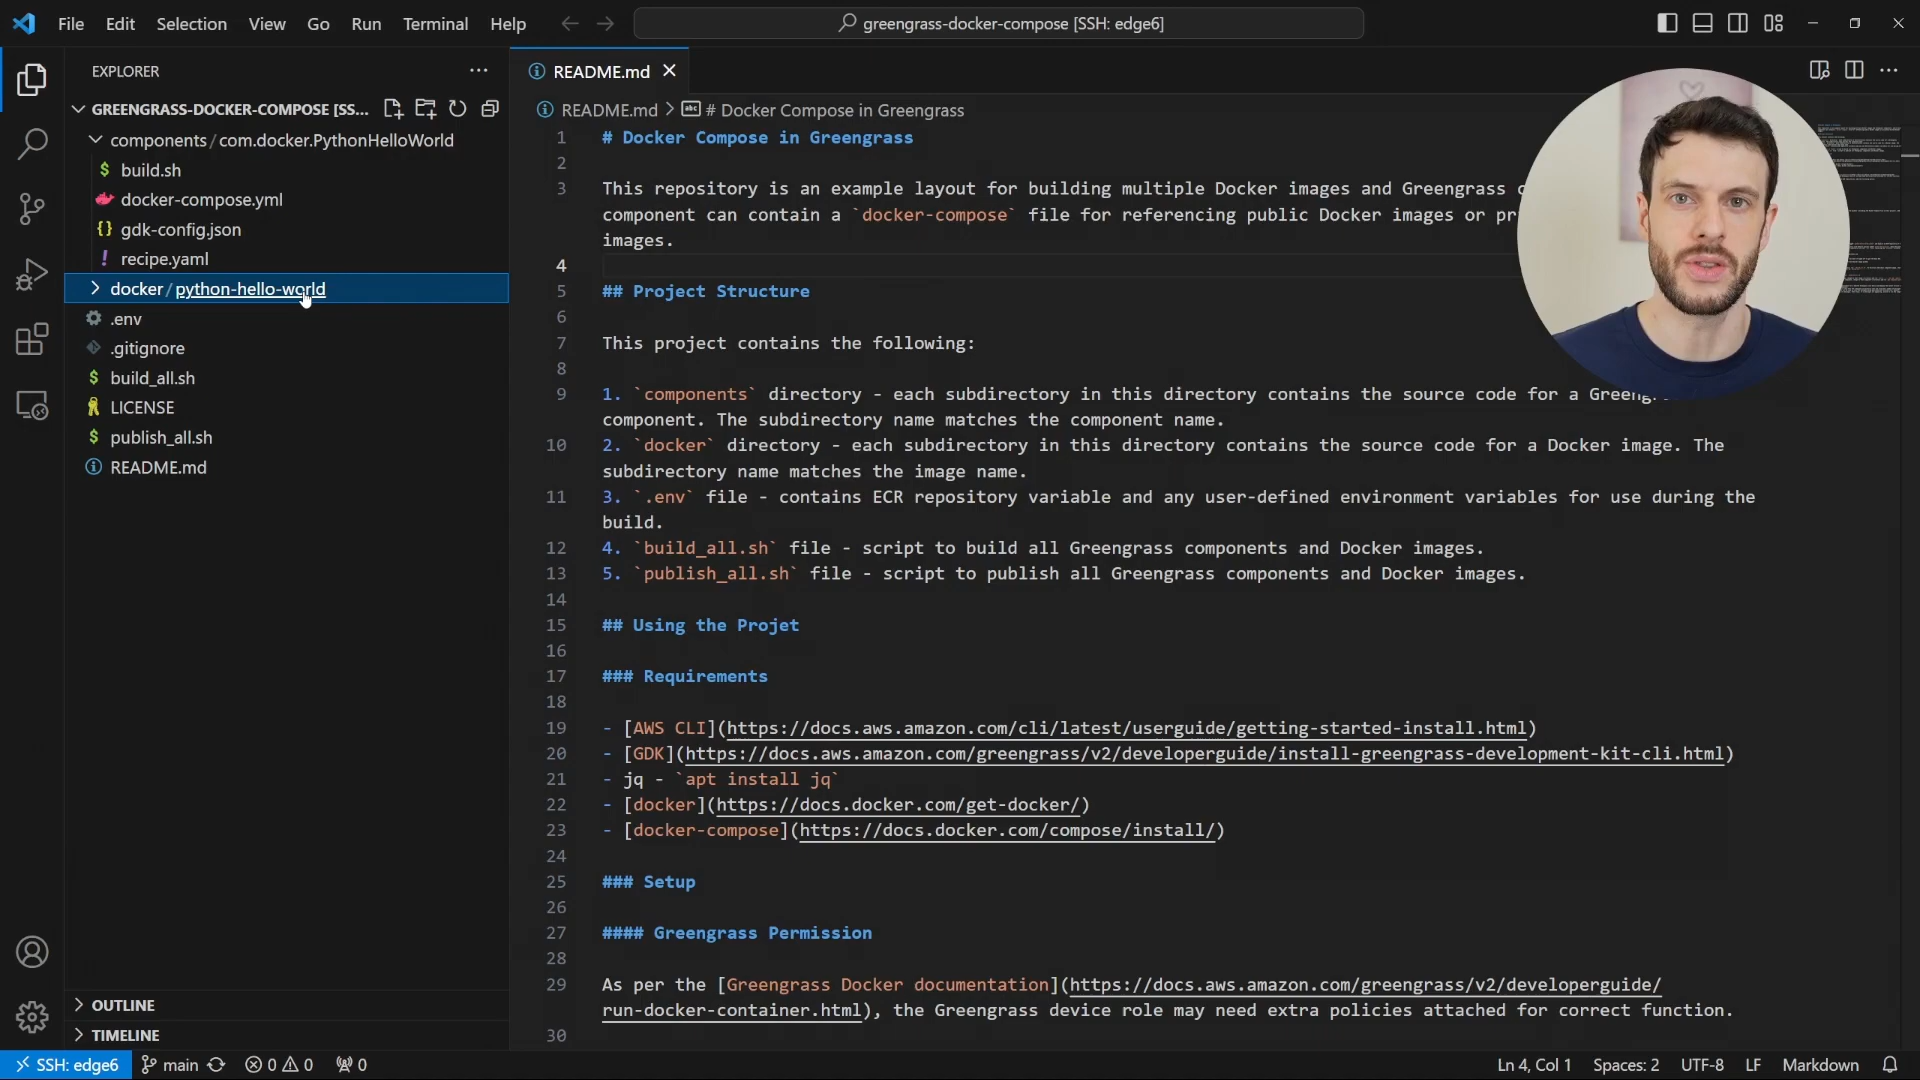 File Edit Selection View Go Run Terminal Help
greengrass-docker-compose [SSH: edge6]
EXPLORER
README.md
GREENGRASS-DOCKER-COMPOSE [SS...
README.md > # Docker Compose in Greengrass
components / com.docker.PythonHelloWorld
build.sh
docker-compose.yml
gdk-config.json
recipe.yaml
docker / python-hello-world
.env
.gitignore
build_all.sh
LICENSE
publish_all.sh
README.md
OUTLINE
TIMELINE
1 # Docker Compose in Greengrass
2
3 This repository is an example layout for building multiple Docker images and Greengrass
component can contain a `docker-compose` file for referencing public Docker images or
images.
4
5 ## Project Structure
6
7 This project contains the following:
8
9 1. `components` directory - each subdirectory in this directory contains the source code for a
component. The subdirectory name matches the component name.
10 2. `docker` directory - each subdirectory in this directory contains the source code for a Docker image. The
subdirectory name matches the image name.
11 3. `.env` file - contains ECR repository variable and any user-defined environment variables for use during the
build.
12 4. `build_all.sh` file - script to build all Greengrass components and Docker images.
13 5. `publish_all.sh` file - script to publish all Greengrass components and Docker images.
14
15 ## Using the Projet
16
17 ### Requirements
18
19 - [AWS CLI](https://docs.aws.amazon.com/cli/latest/userguide/getting-started-install.html)
20 - [GDK](https://docs.aws.amazon.com/greengrass/v2/developerguide/install-greengrass-development-kit-cli.html)
21 - jq - `apt install jq`
22 - [docker](https://docs.docker.com/get-docker/)
23 - [docker-compose](https://docs.docker.com/compose/install/)
24
25 ### Setup
26
27 #### Greengrass Permission
28
29 As per the [Greengrass Docker documentation](https://docs.aws.amazon.com/greengrass/v2/developerguide/
run-docker-container.html), the Greengrass device role may need extra policies attached for correct function.
30
SSH: edge6 main 0 0 0 Ln 4, Col 1 Spaces: 2 UTF-8 LF Markdown